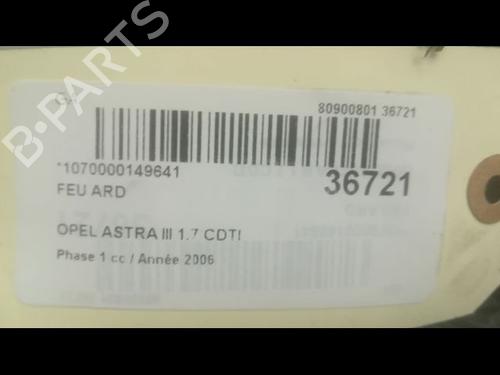 B-PARTS
80900801 36721
*1070000149641
36721
FEU ARD
OPEL ASTRA III 1.7 CDTI
Phase 1 cc / Année 2006